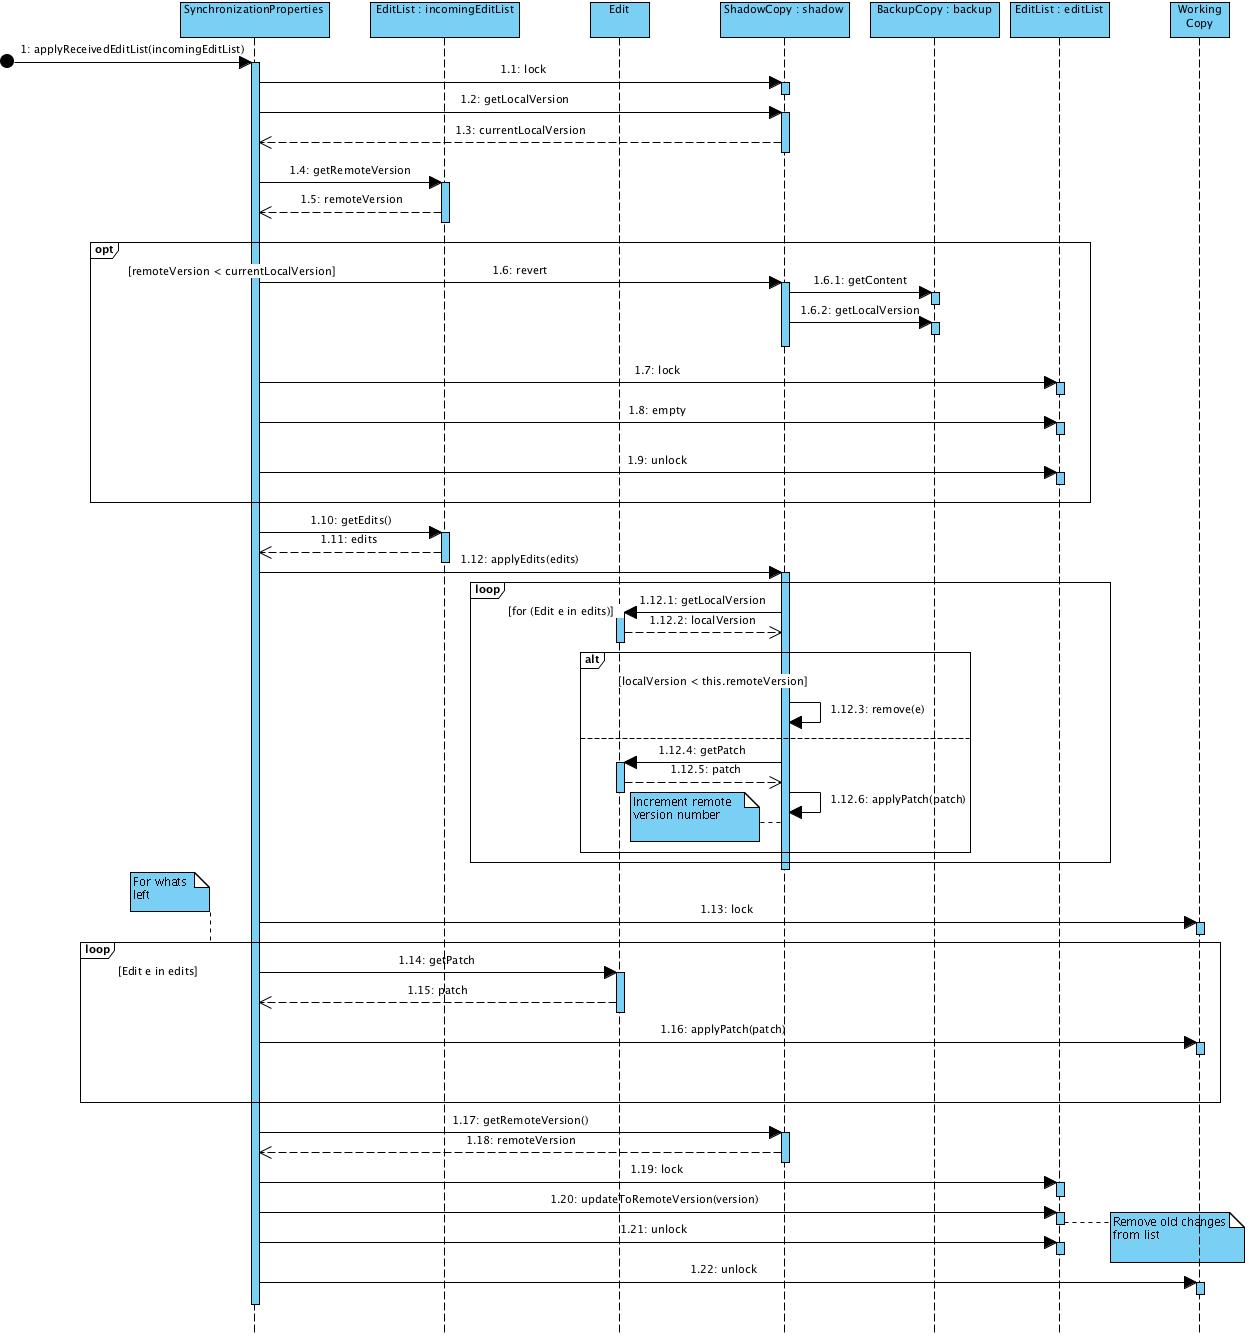 SynchronizationProperties
EditList : incomingEditList
Edit
ShadowCopy : shadow
BackupCopy : backup
EditList : editList
Working
Copy
1: applyReceivedEditList(incomingEditList)
1.1: lock
1.2: getLocalVersion
1.3: currentLocalVersion
1.4: getRemoteVersion
1.5: remoteVersion
opt
[remoteVersion < currentLocalVersion]
1.6: revert
1.6.1: getContent
1.6.2: getLocalVersion
1.7: lock
1.8: empty
1.9: unlock
1.10: getEdits()
1.11: edits
1.12: applyEdits(edits)
loop
[for (Edit e in edits)]
1.12.1: getLocalVersion
1.12.2: localVersion
alt
[localVersion < this.remoteVersion]
1.12.3: remove(e)
1.12.4: getPatch
1.12.5: patch
1.12.6: applyPatch(patch)
Increment remote
version number
For whats
left
1.13: lock
loop
[Edit e in edits]
1.14: getPatch
1.15: patch
1.16: applyPatch(patch)
1.17: getRemoteVersion()
1.18: remoteVersion
1.19: lock
1.20: updateToRemoteVersion(version)
Remove old changes
from list
1.21: unlock
1.22: unlock